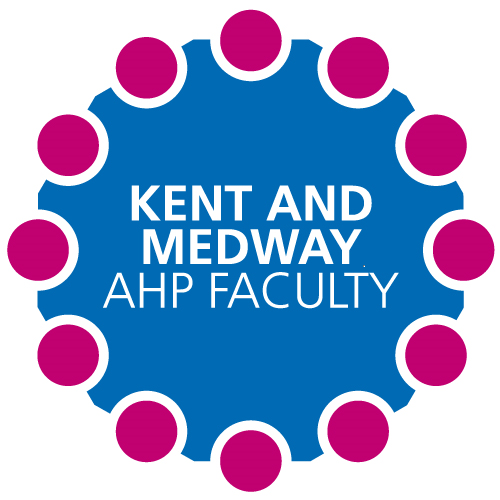 KENT AND
MEDWAY
AHP FACULTY